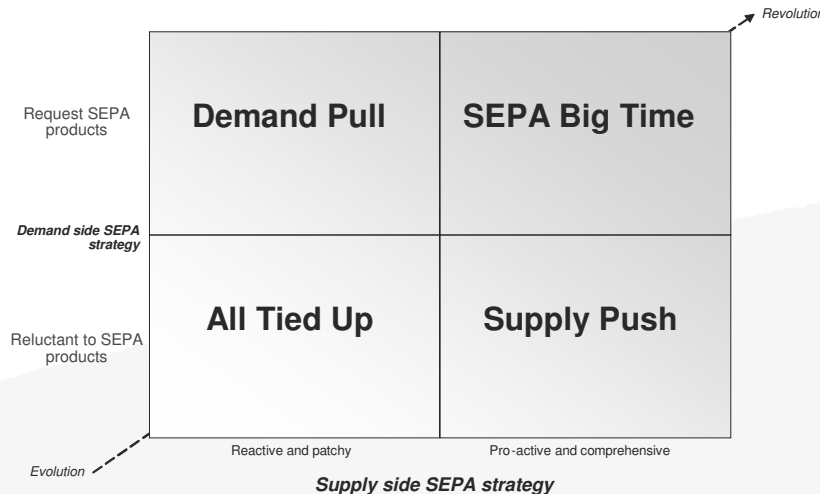 Revolution
Request SEPA
products
Demand Pull
SEPA Big Time
Demand side SEPA
strategy
Reluctant to SEPA
products
All Tied Up
Supply Push
Evolution
Reactive and patchy
Pro-active and comprehensive
Supply side SEPA strategy